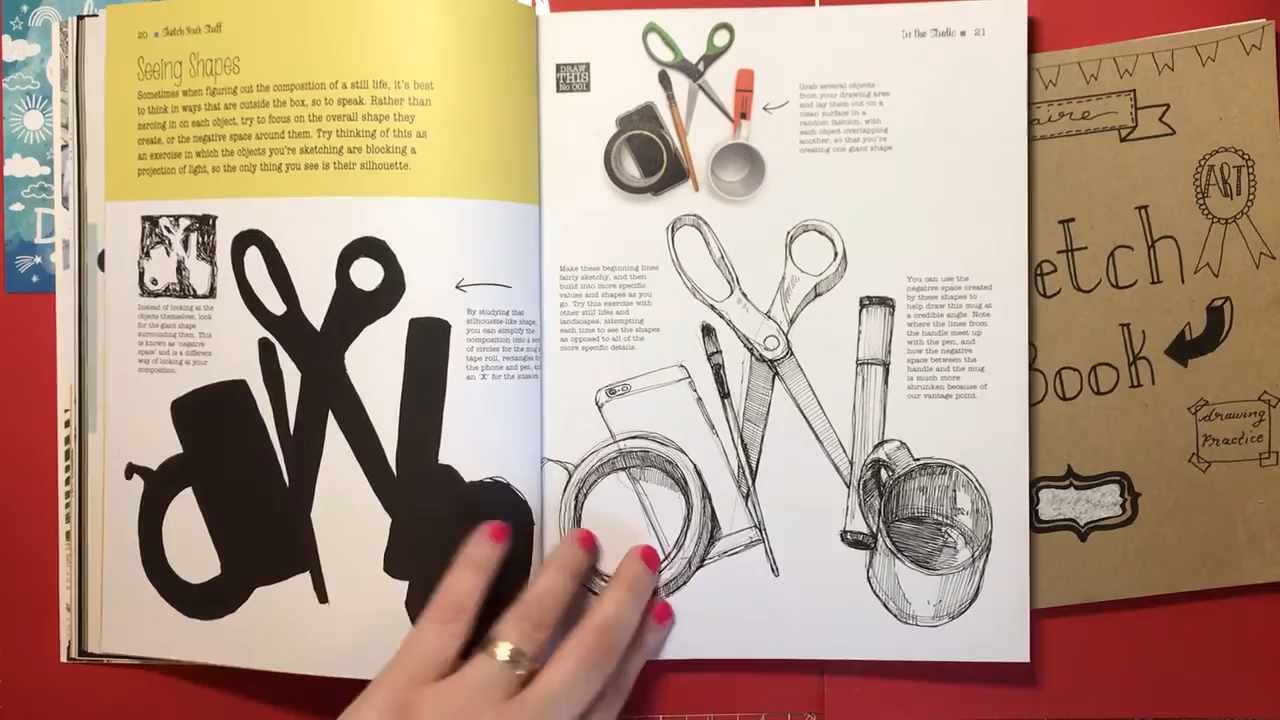 20 ■ Sketch Your Stuff
Seeing Shapes
Sometimes when figuring out the composition of a still life, it's best
to think in ways that are outside the box, so to speak. Rather than
zeroing in on each object, try to focus on the overall shape they
create, or the negative space around them. Try thinking of this as
an exercise in which the objects you're sketching are blocking a
projection of light, so the only thing you see is their silhouette.
Instead of looking at the
objects themselves, look
for the giant shape
surrounding them. This
is known as "negative
space" and is a different
way of looking at your
composition.
By studying that
silhouette-like shape,
you can simplify the
composition into a
of circles for the
tape roll, rectangles
the phone and pen,
an "X" for the
In the Studio ■ 21
DRAW
THIS
No 001
Grab several objects
from your drawing area
and lay them out on a
clean surface in a
random fashion, with
each object overlapping
another, so that you're
creating one giant shape
Make these beginning lines
fairly sketchy, and then
build into more specific
values and shapes as you
go. Try this exercise with
other still lifes and
landscapes, attempting
each time to see the shapes
as opposed to all of the
more specific details.
You can use the
negative space created
by these shapes to
help draw this mug at
a credible angle. Note
where the lines from
the handle meet up
with the pen, and
how the negative
space between the
handle and the mug
is much more
shrunken because of
our vantage point.
aire
ART
etch
Book
drawing
Practice